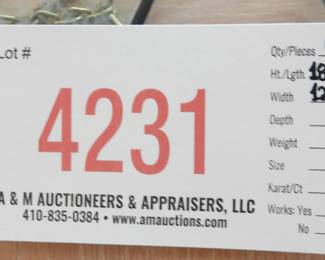 Lot #
4231
A & M AUCTIONEERS & APPRAISERS, LLC
410-835-0384 • www.amauctions.com
Qty/Pieces
Ht./Lgth.
Width
Depth
Weight
Size
Karat/Ct
Works: Yes
No